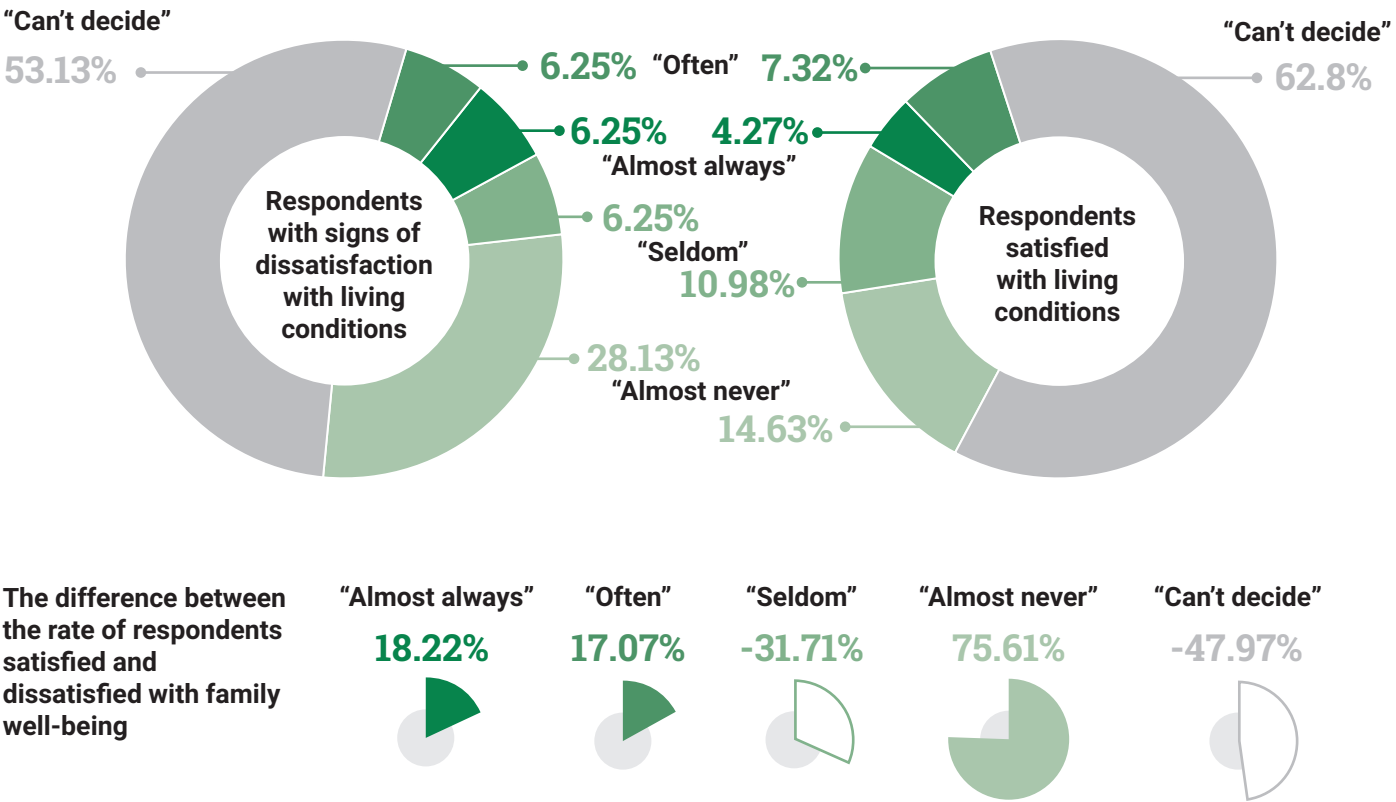 “Can’t decide”
53.13%
6.25% “Often” 7.32%
“Can’t decide”
62.8%
6.25% 4.27%
“Almost always”
6.25%
“Seldom”
10.98%
28.13%
“Almost never”
14.63%
Respondents
with signs of
dissatisfaction
with living
conditions
Respondents
satisfied
with living
conditions
The difference between
the rate of respondents
satisfied and
dissatisfied with family
well-being
“Almost always” “Often” “Seldom” “Almost never” “Can’t decide”
18.22% 17.07% -31.71% 75.61% -47.97%